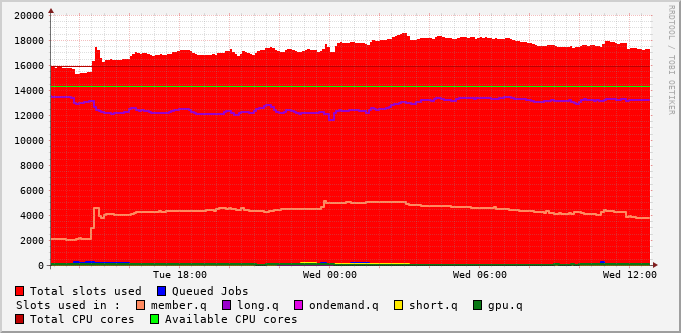 20000
18000
16000
14000
12000
10000
8000
6000
4000
2000
0
Tue 18:00 Wed 00:00 Wed 06:00 Wed 12:00
RRDTOOL / TOBI OETIKER
Total slots used Queued Jobs
Slots used in : member.q long.q ondemand.q short.q gpu.q
Total CPU cores Available CPU cores